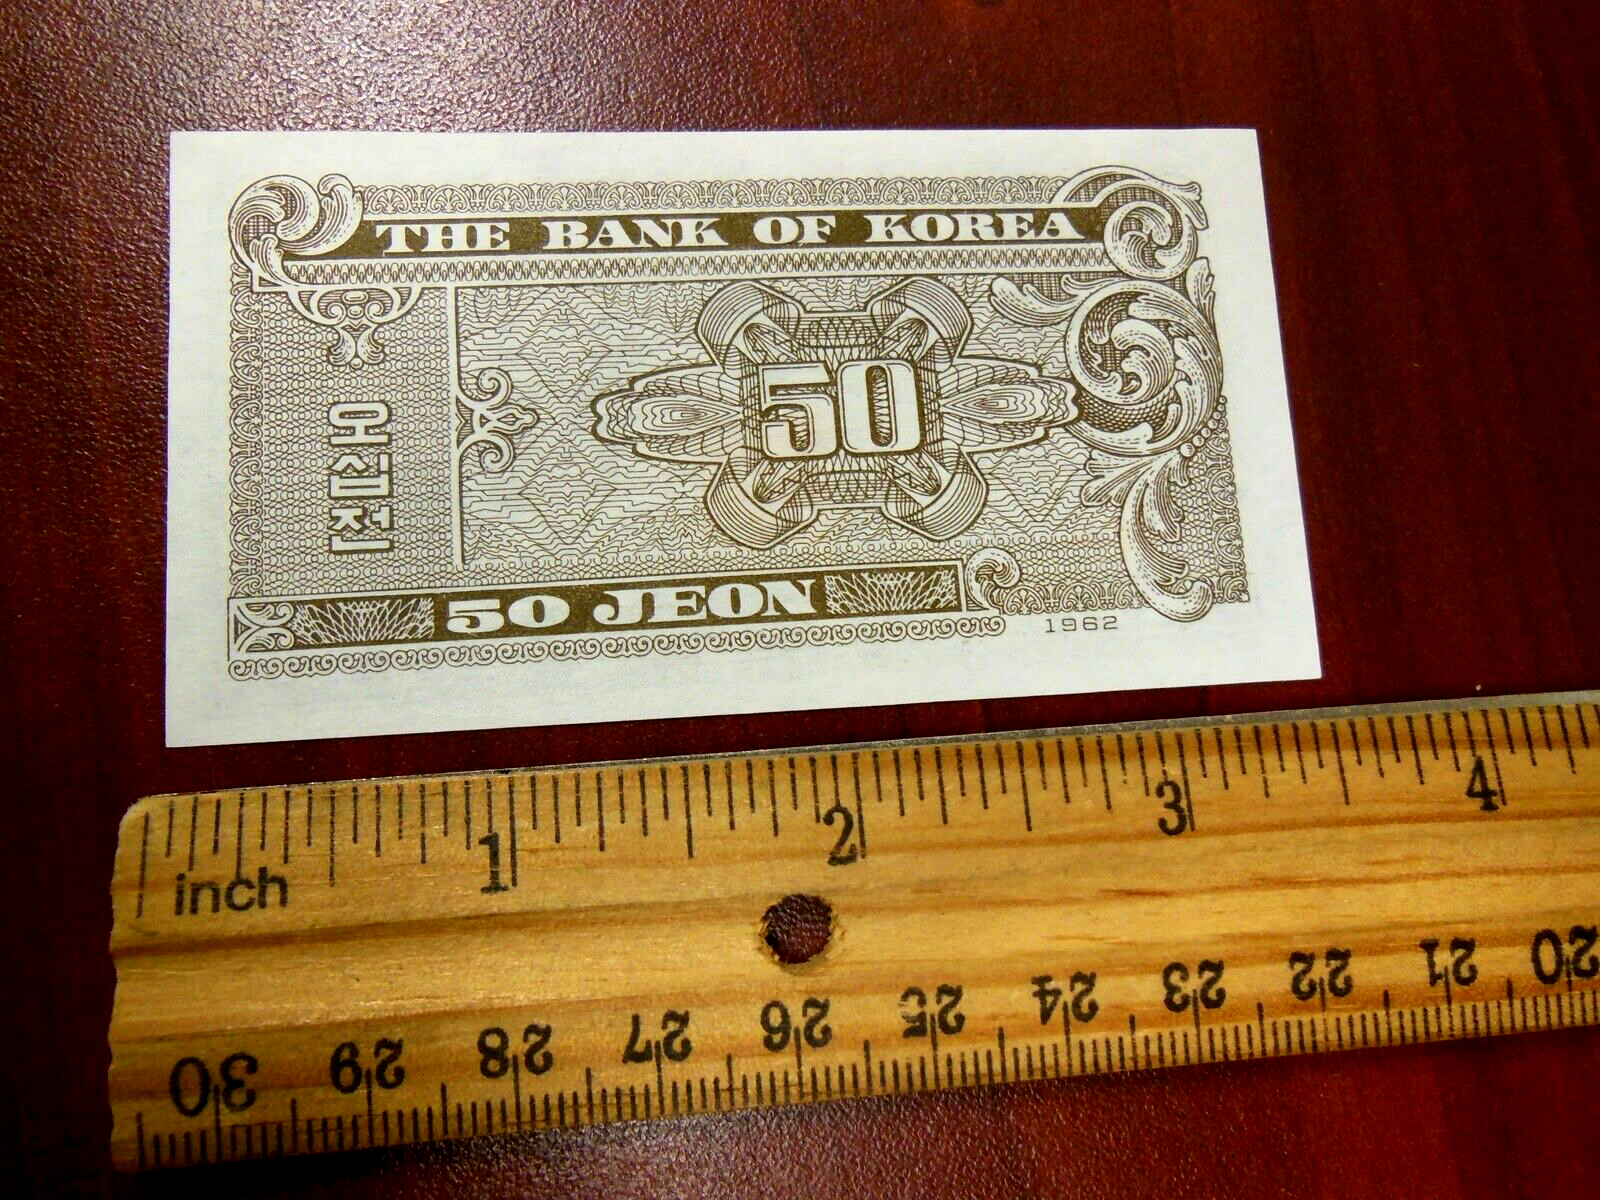 THE BANK OF KOREA
50
오십전
50 JEON
1962
1 2 3 4
inch
30 29 28 27 26 25 24 23 22 21 20